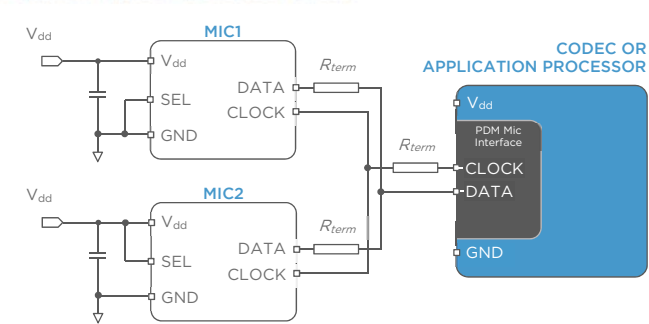 MIC1
Vdd
Vdd
SEL
GND
DATA
CLOCK
Rterm
CODEC OR
APPLICATION PROCESSOR
Vdd
PDM Mic
Interface
CLOCK
DATA
GND
Rterm
MIC2
Vdd
Vdd
SEL
GND
DATA
CLOCK
Rterm